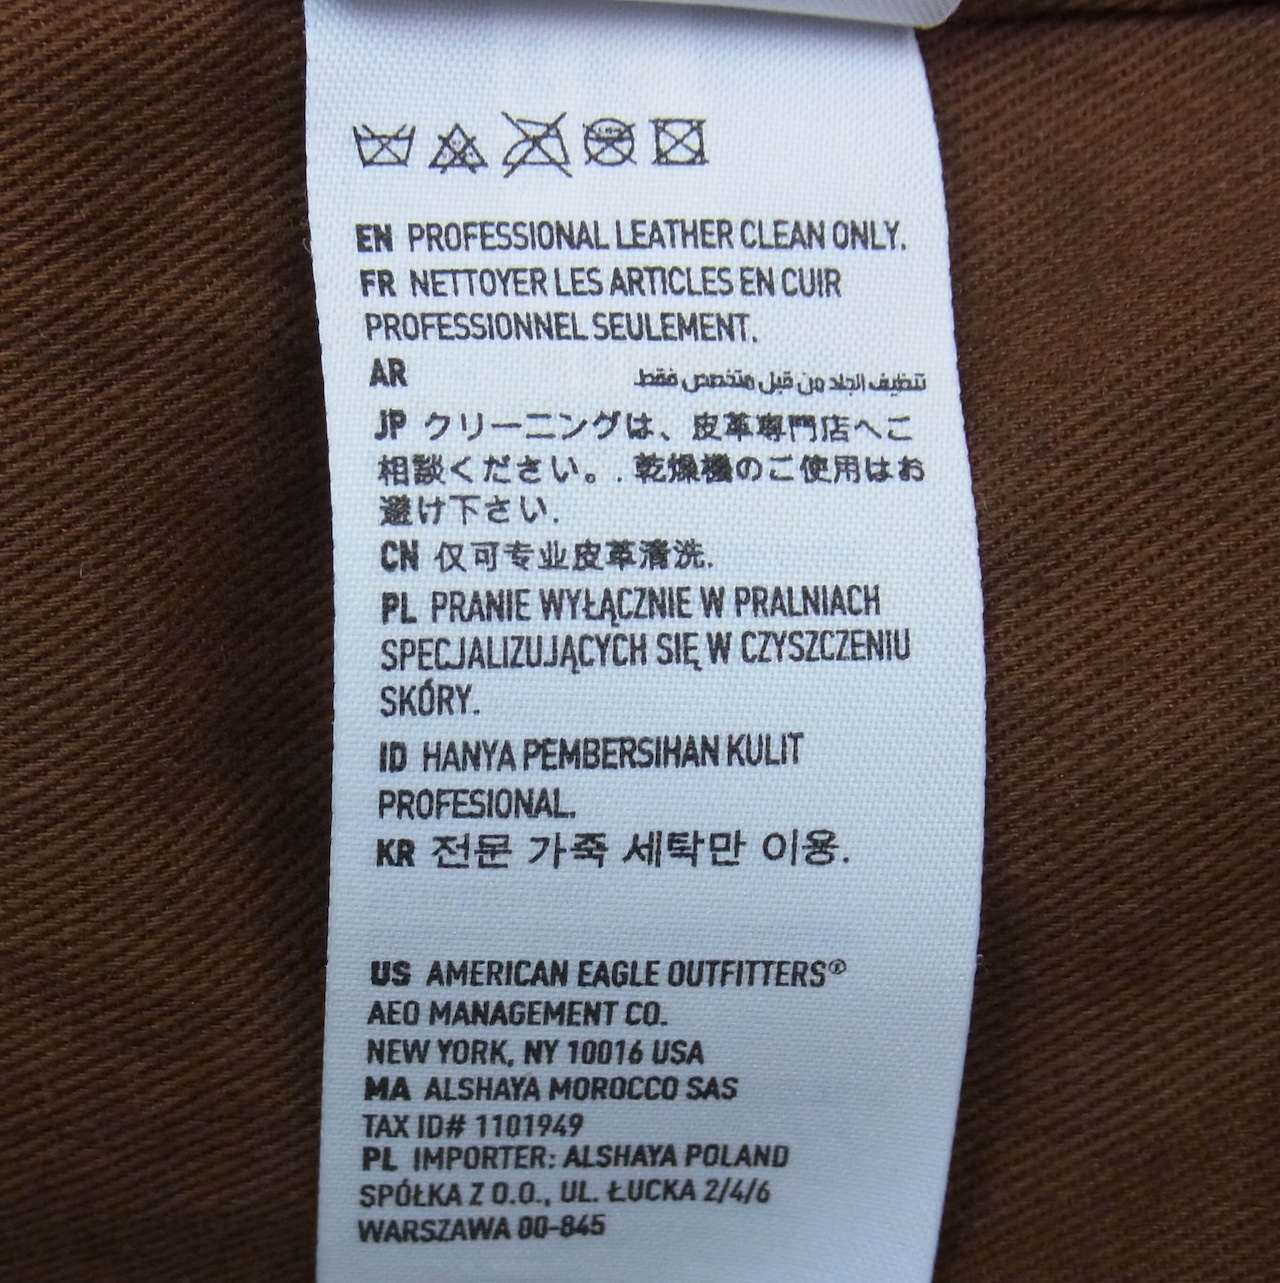 EN PROFESSIONAL LEATHER CLEAN ONLY.
FR NETTOYER LES ARTICLES EN CUIR
PROFESSIONNEL SEULEMENT.
AR تنظيف الجلد من قبل متخصص فقط
JP クリーニングは、皮革専門店へご
相談ください。. 乾燥機のご使用はお
避け下さい.
CN 仅可专业皮革清洗.
PL PRANIE WYŁĄCZNIE W PRALNIACH
SPECJALIZUJĄCYCH SIĘ W CZYSZCZENIU
SKÓRY.
ID HANYA PEMBERSIHAN KULIT
PROFESIONAL.
KR 전문 가죽 세탁만 이용.
US AMERICAN EAGLE OUTFITTERS®
AEO MANAGEMENT CO.
NEW YORK, NY 10016 USA
MA ALSHAYA MOROCCO SAS
TAX ID# 1101949
PL IMPORTER: ALSHAYA POLAND
SPÓŁKA Z O.O., UL. ŁUCKA 2/4/6
WARSZAWA 00-845